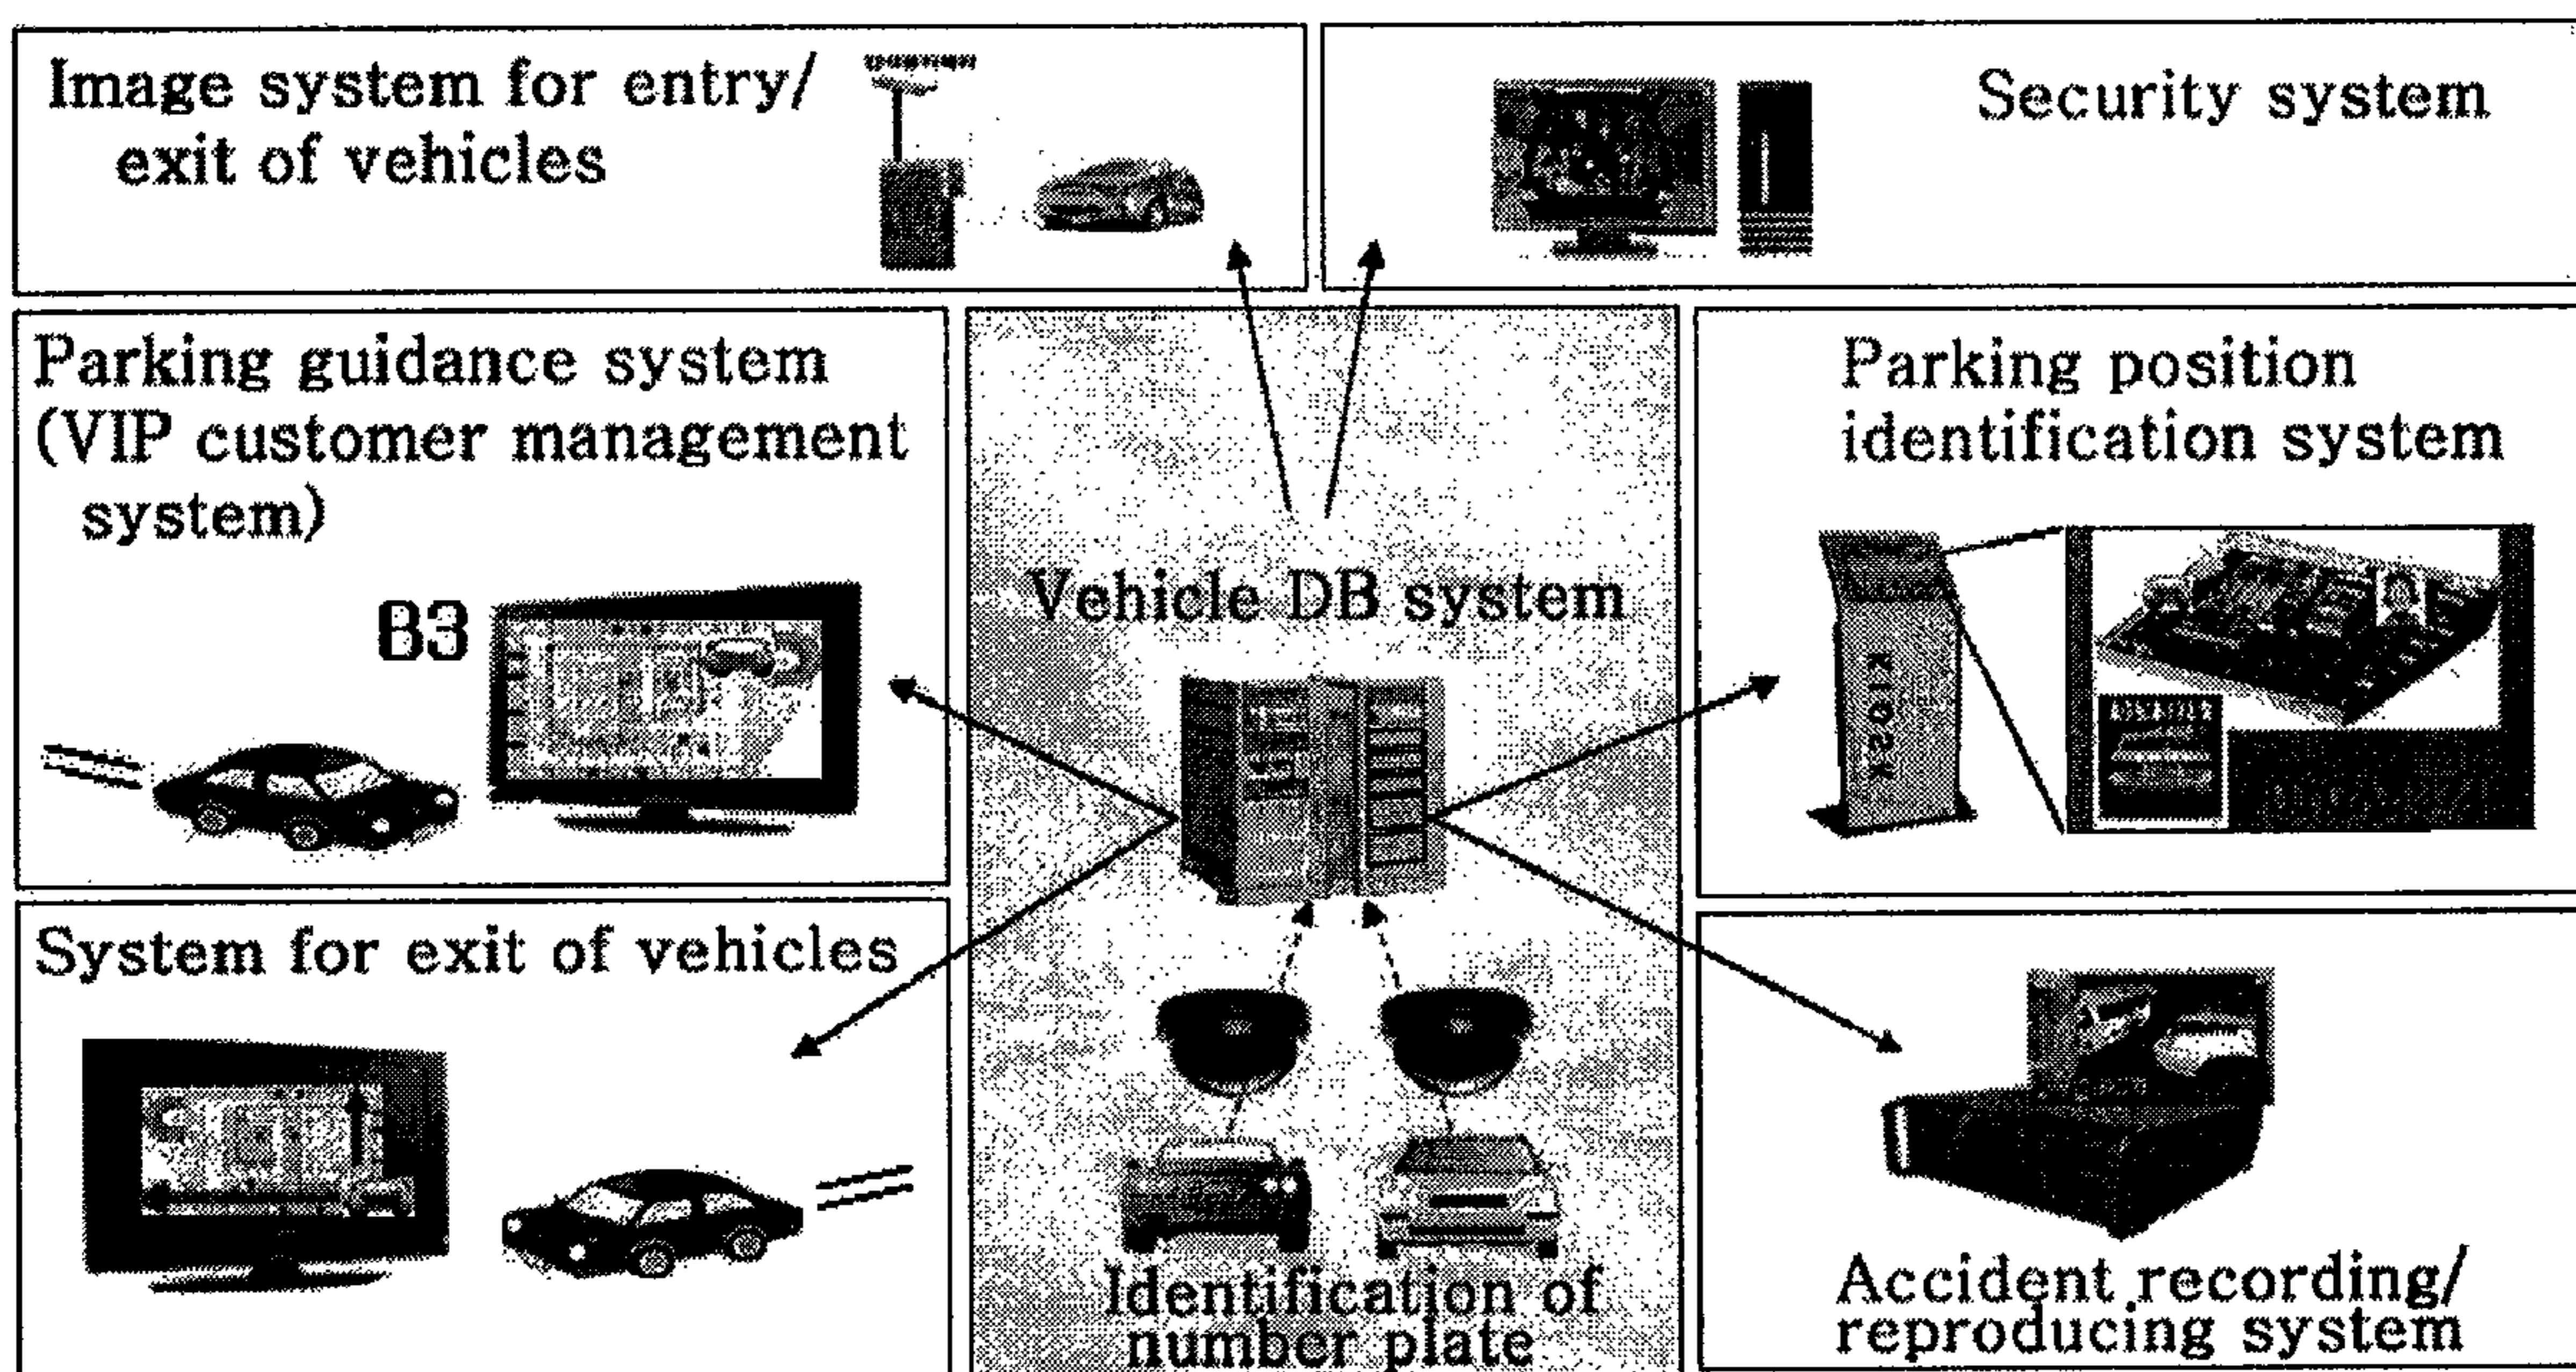 Image system for entry/
exit of vehicles
Security system
Parking guidance system
(VIP customer management
system)
B3
Vehicle DB system
Parking position
identification system
KIOSK
System for exit of vehicles
Identification of
number plate
Accident recording/
reproducing system